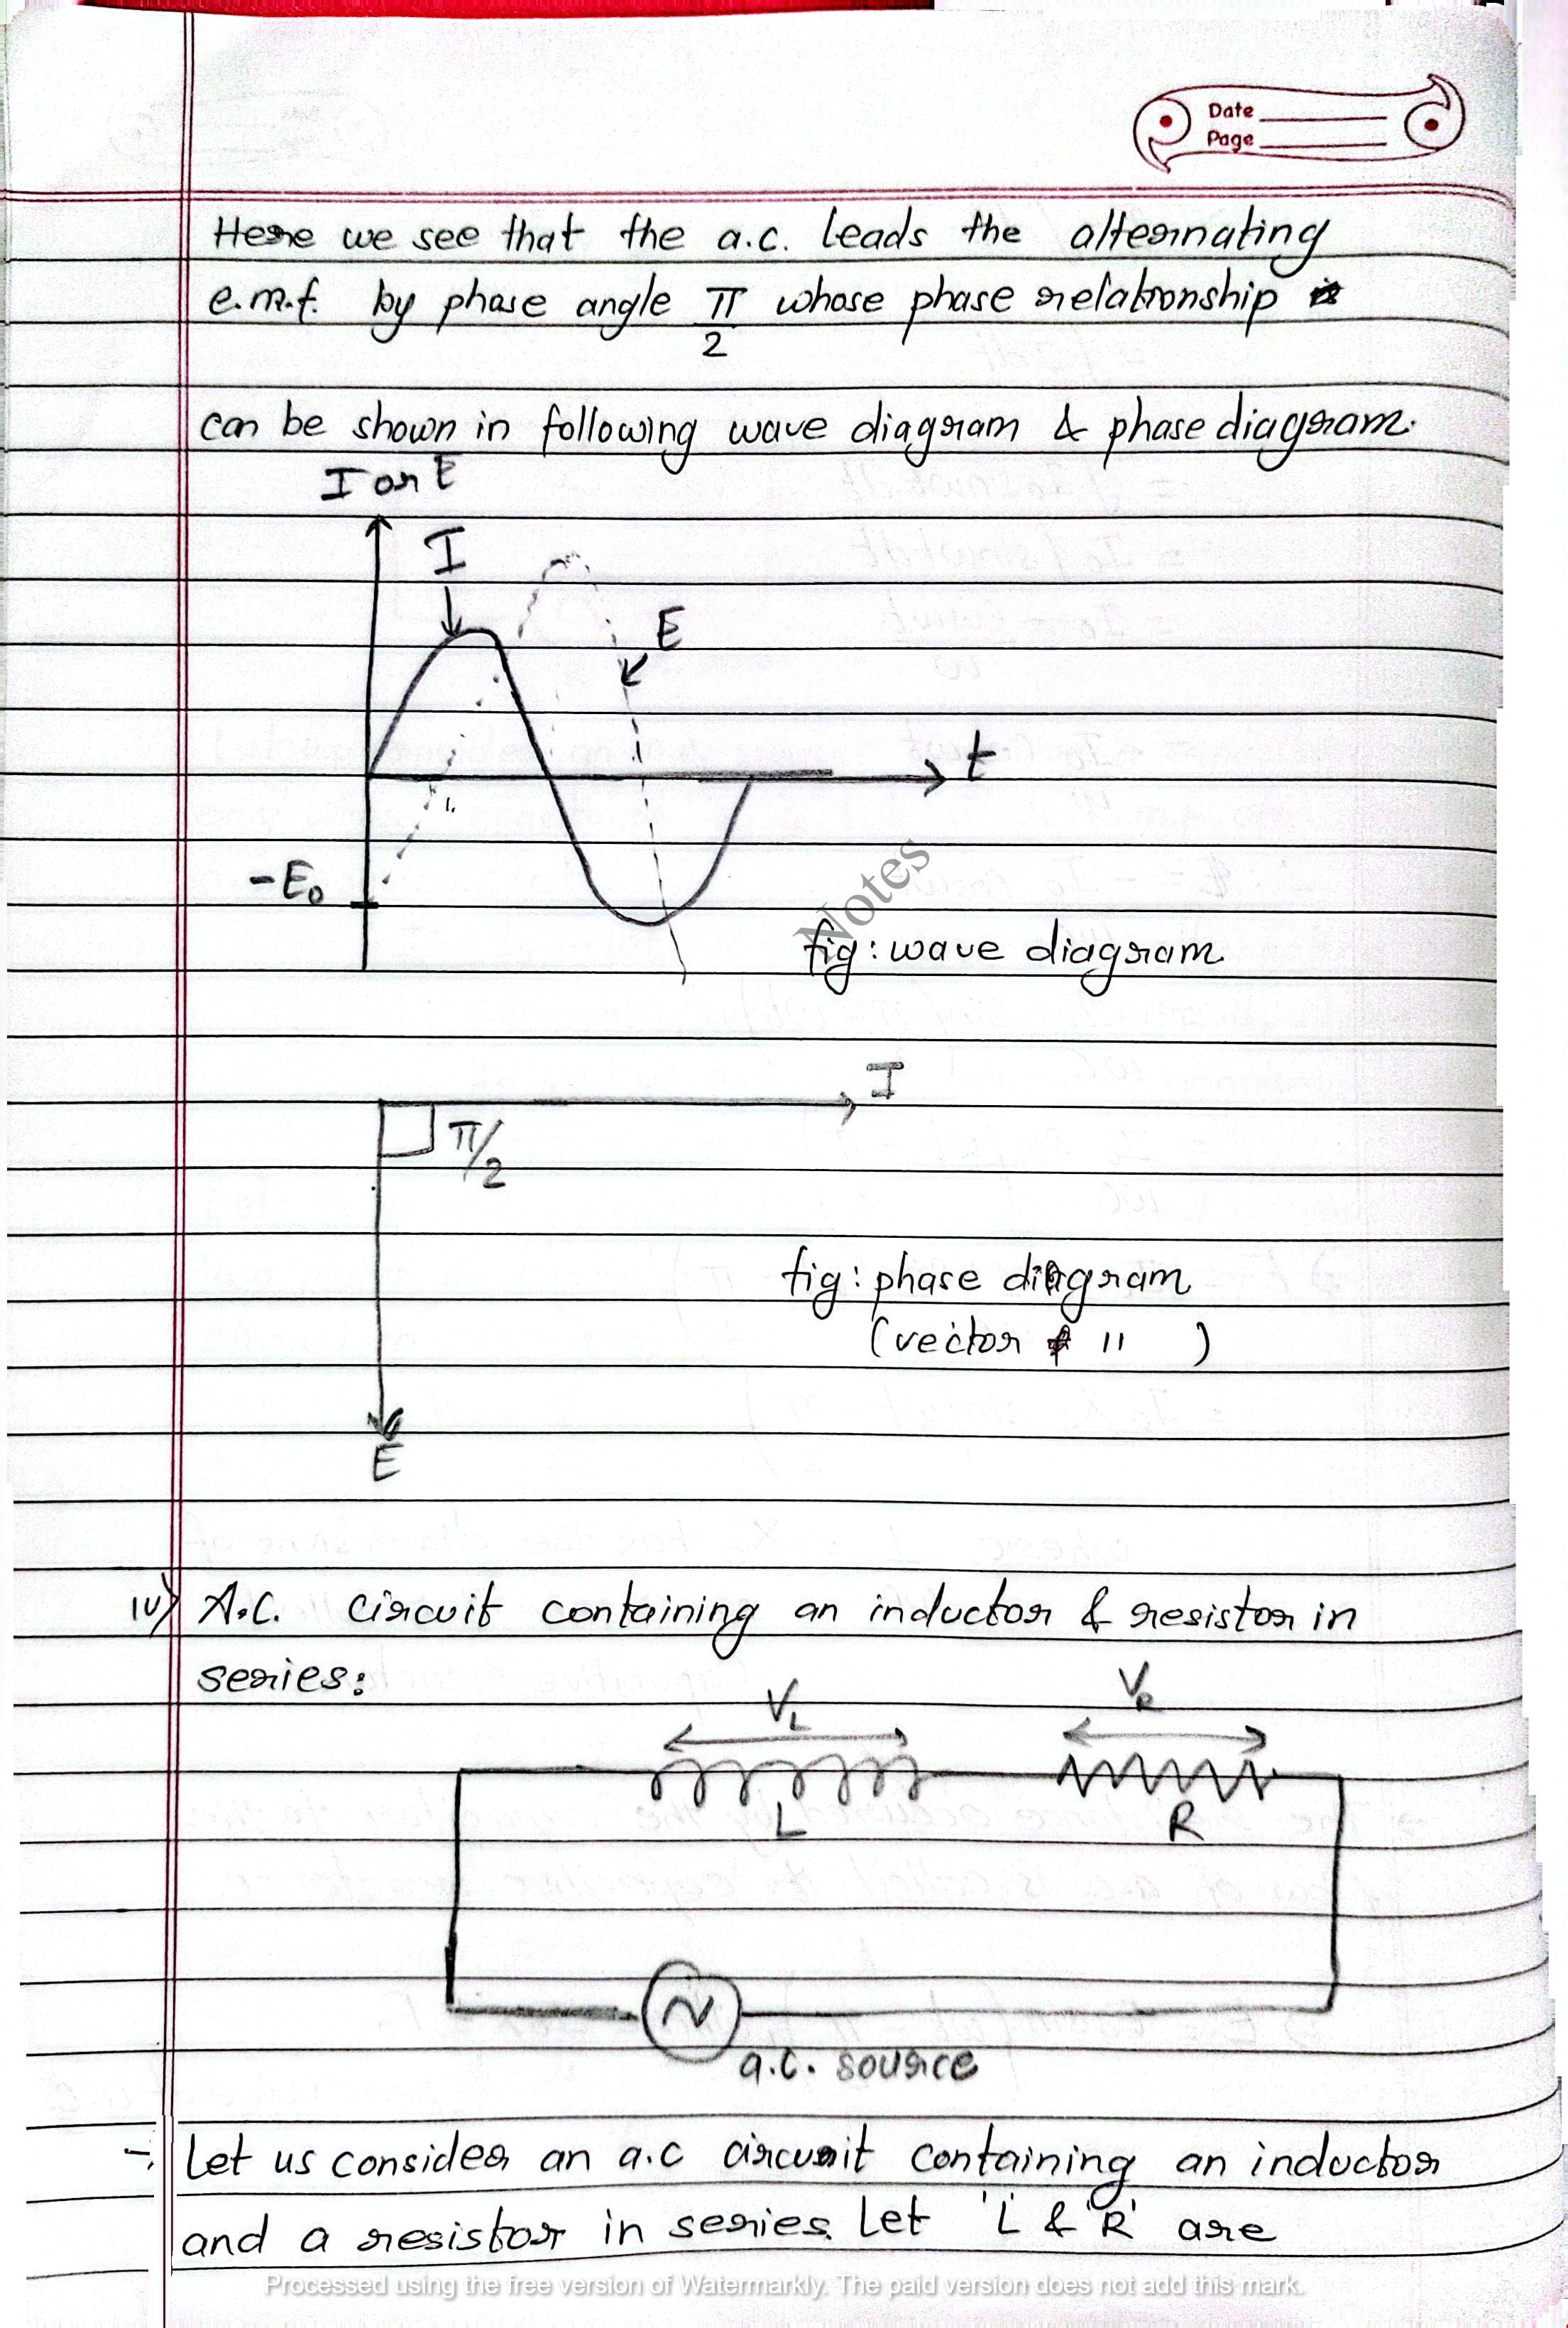 Date
Page
Here we see that the a.c. leads the alternating
e.m.f. by phase angle π/2 whose phase relationship
can be shown in following wave diagram & phase diagram.
I or E
I
E
t
-E₀
Notes
fig: wave diagram
I
π/2
fig: phase diagram
(vector " )
E
iv) A.C. circuit containing an inductor & resistor in
series:
V_L V_R
L R
a.c. source
→ Let us consider an a.c circuit containing an inductor
and a resistor in series. Let 'L' & 'R' are
Processed using the free version of Watermarkly. The paid version does not add this mark.